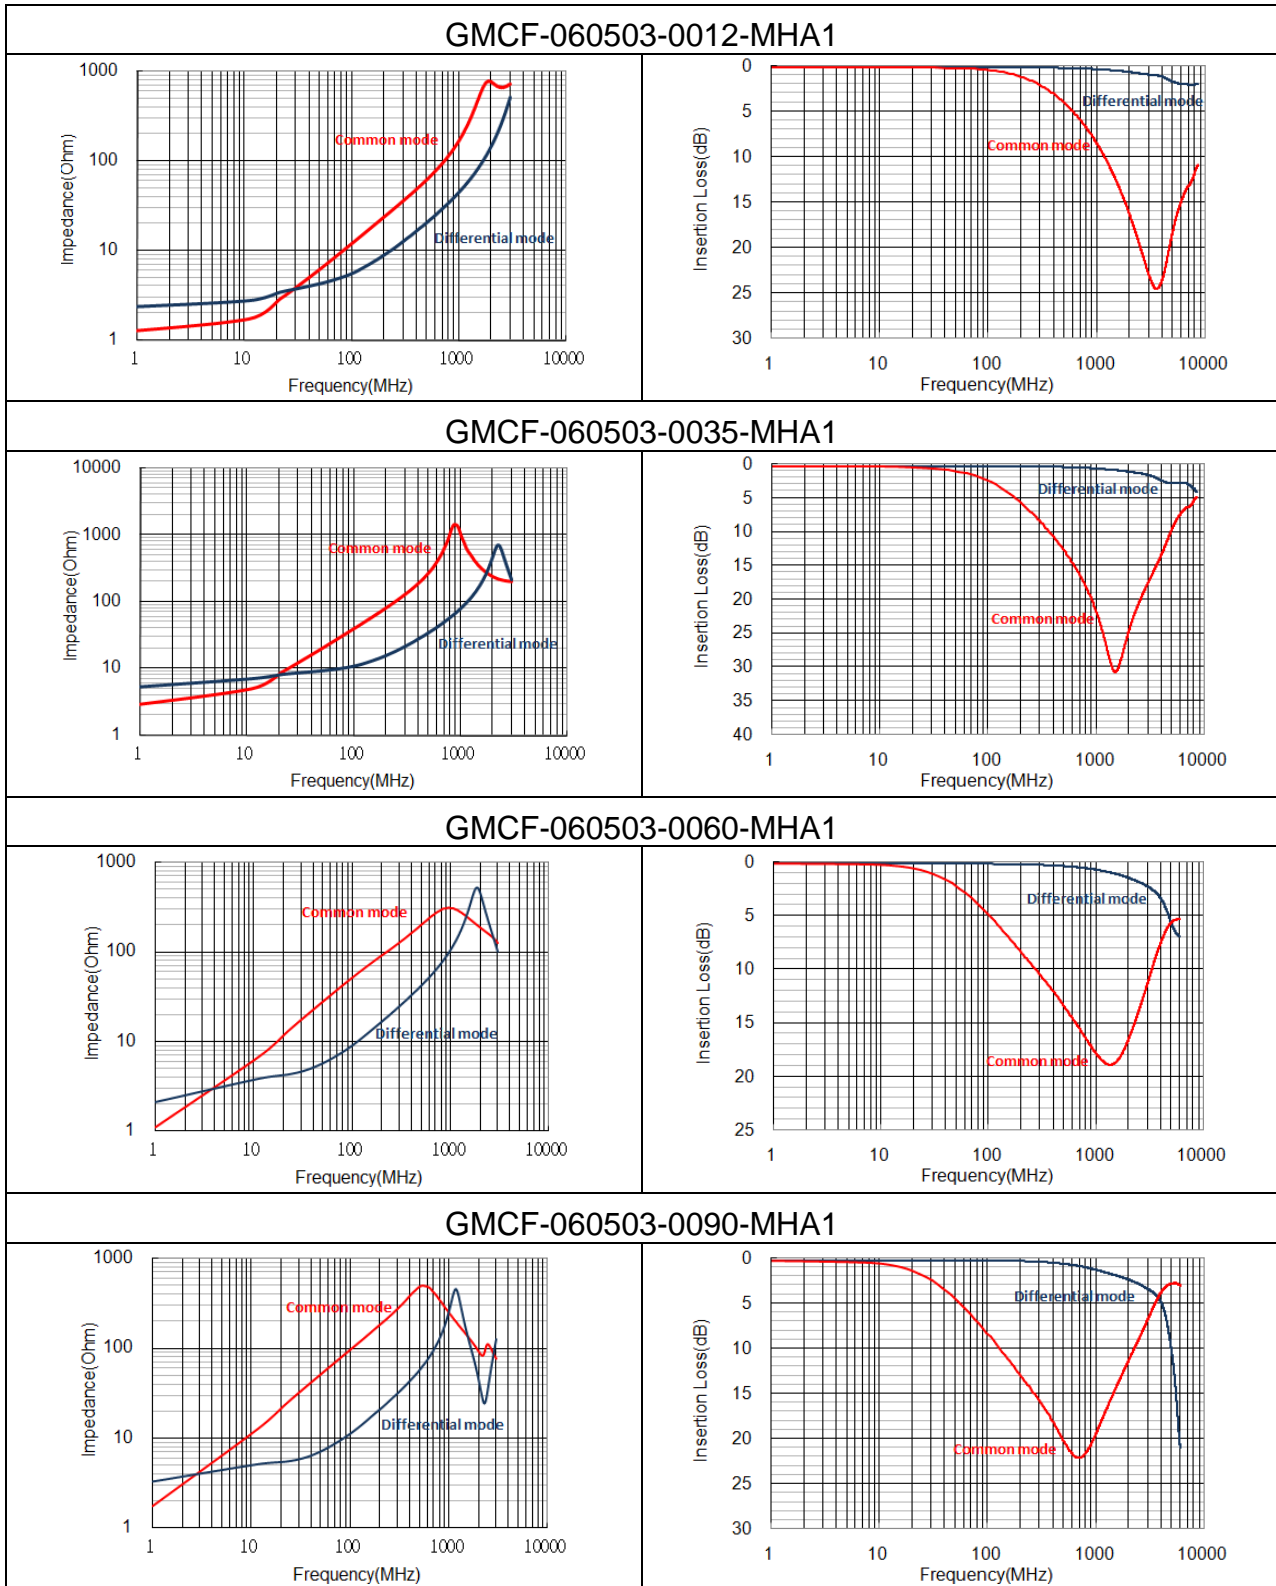 GMCF-060503-0012-MHA1
1000
100
10
1
Impedance(Ohm)
Common mode
Differential mode
1 10 100 1000 10000
Frequency(MHz)
0
5
10
15
20
25
30
Insertion Loss(dB)
Differential mode
Common mode
1 10 100 1000 10000
Frequency(MHz)
GMCF-060503-0035-MHA1
10000
1000
100
10
1
Impedance(Ohm)
Common mode
Differential mode
1 10 100 1000 10000
Frequency(MHz)
0
5
10
15
20
25
30
35
40
Insertion Loss(dB)
Differential mode
Common mode
1 10 100 1000 10000
Frequency(MHz)
GMCF-060503-0060-MHA1
1000
100
10
1
Impedance(Ohm)
Common mode
Differential mode
1 10 100 1000 10000
Frequency(MHz)
0
5
10
15
20
25
Insertion Loss(dB)
Differential mode
Common mode
1 10 100 1000 10000
Frequency(MHz)
GMCF-060503-0090-MHA1
1000
100
10
1
Impedance(Ohm)
Common mode
Differential mode
1 10 100 1000 10000
Frequency(MHz)
0
5
10
15
20
25
30
Insertion Loss(dB)
Differential mode
Common mode
1 10 100 1000 10000
Frequency(MHz)